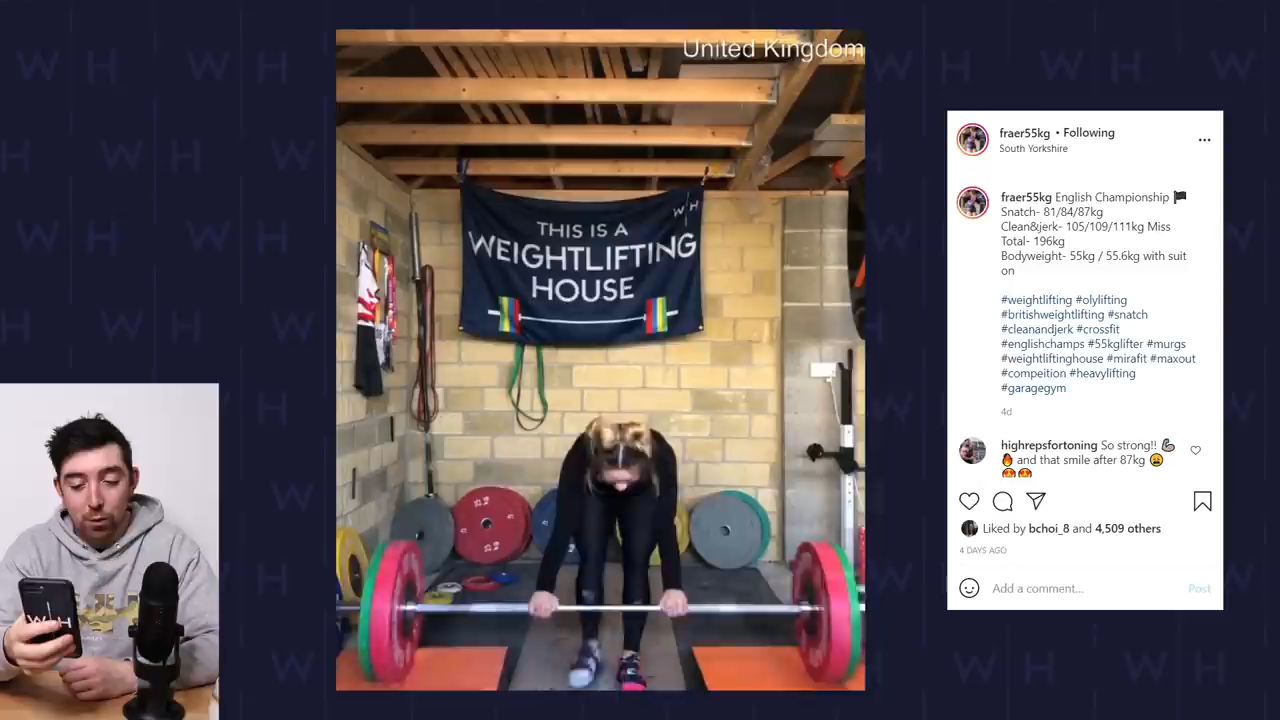 United Kingdom
WH
THIS IS A
WEIGHTLIFTING
HOUSE
WH
fraer55kg • Following
South Yorkshire
fraer55kg English Championship 🏴
Snatch- 81/84/87kg
Clean&jerk- 105/109/111kg Miss
Total- 196kg
Bodyweight- 55kg / 55.6kg with suit
on
#weightlifting #olylifting
#britishweightlifting #snatch
#cleanandjerk #crossfit
#englishchamps #55kglifter #murgs
#weightliftinghouse #mirafit #maxout
#compeition #heavylifting
#garagegym
4d
highrepsfortoning So strong!! 💪
🔥 and that smile after 87kg 😩
😍😍
Liked by bchoi_8 and 4,509 others
4 DAYS AGO
Add a comment...
Post